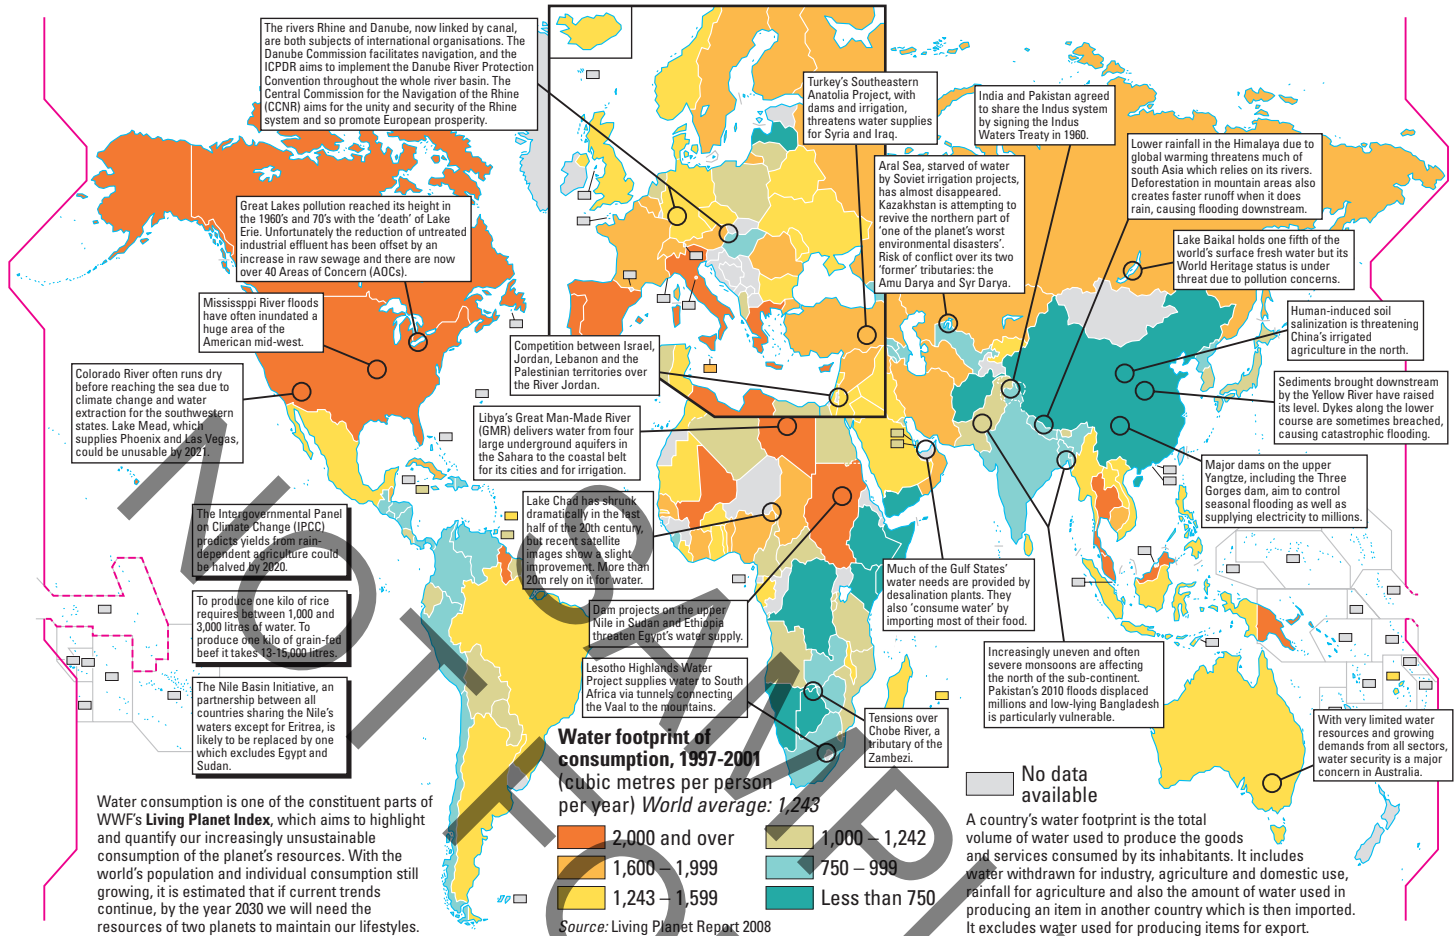 The rivers Rhine and Danube, now linked by canal,
are both subjects of international organisations. The
Danube Commission facilitates navigation, and the
ICPDR aims to implement the Danube River Protection
Convention throughout the whole river basin. The
Central Commission for the Navigation of the Rhine
(CCNR) aims for the unity and security of the Rhine
system and so promote European prosperity.
Turkey's Southeastern
Anatolia Project, with
dams and irrigation,
threatens water supplies
for Syria and Iraq.
India and Pakistan agreed
to share the Indus system
by signing the Indus
Waters Treaty in 1960.
Lower rainfall in the Himalaya due to
global warming threatens much of
south Asia which relies on its rivers.
Deforestation in mountain areas also
creates faster runoff when it does
rain, causing flooding downstream.
Aral Sea, starved of water
by Soviet irrigation projects,
has almost disappeared.
Kazakhstan is attempting to
revive the northern part of
'one of the planet's worst
environmental disasters'.
Risk of conflict over its two
'former' tributaries: the
Amu Darya and Syr Darya.
Great Lakes pollution reached its height in
the 1960's and 70's with the 'death' of Lake
Erie. Unfortunately the reduction of untreated
industrial effluent has been offset by an
increase in raw sewage and there are now
over 40 Areas of Concern (AOCs).
Lake Baikal holds one fifth of the
world's surface fresh water but its
World Heritage status is under
threat due to pollution concerns.
Mississppi River floods
have often inundated a
huge area of the
American mid-west.
Human-induced soil
salinization is threatening
China's irrigated
agriculture in the north.
Competition between Israel,
Jordan, Lebanon and the
Palestinian territories over
the River Jordan.
Colorado River often runs dry
before reaching the sea due to
climate change and water
extraction for the southwestern
states. Lake Mead, which
supplies Phoenix and Las Vegas,
could be unusable by 2021.
Sediments brought downstream
by the Yellow River have raised
its level. Dykes along the lower
course are sometimes breached,
causing catastrophic flooding.
Libya's Great Man-Made River
(GMR) delivers water from four
large underground aquifers in
the Sahara to the coastal belt
for its cities and for irrigation.
Major dams on the upper
Yangtze, including the Three
Gorges dam, aim to control
seasonal flooding as well as
supplying electricity to millions.
Lake Chad has shrunk
dramatically in the last
half of the 20th century,
but recent satellite
images show a slight
improvement. More than
20m rely on it for water.
The Intergovernmental Panel
on Climate Change (IPCC)
predicts yields from rain-
dependent agriculture could
be halved by 2020.
Much of the Gulf States'
water needs are provided by
desalination plants. They
also 'consume water' by
importing most of their food.
To produce one kilo of rice
requires between 1,000 and
3,000 litres of water. To
produce one kilo of grain-fed
beef it takes 13-15,000 litres.
Dam projects on the upper
Nile in Sudan and Ethiopia
threaten Egypt's water supply.
Increasingly uneven and often
severe monsoons are affecting
the north of the sub-continent.
Pakistan's 2010 floods displaced
millions and low-lying Bangladesh
is particularly vulnerable.
Lesotho Highlands Water
Project supplies water to South
Africa via tunnels connecting
the Vaal to the mountains.
The Nile Basin Initiative, an
partnership between all
countries sharing the Nile's
waters except for Eritrea, is
likely to be replaced by one
which excludes Egypt and
Sudan.
Tensions over
Chobe River, a
tributary of the
Zambezi.
With very limited water
resources and growing
demands from all sectors,
water security is a major
concern in Australia.
Water footprint of
consumption, 1997-2001
(cubic metres per person
per year) World average: 1,243
2,000 and over
1,600 – 1,999
1,243 – 1,599
1,000 – 1,242
750 – 999
Less than 750
Source: Living Planet Report 2008
No data
available
Water consumption is one of the constituent parts of
WWF's Living Planet Index, which aims to highlight
and quantify our increasingly unsustainable
consumption of the planet's resources. With the
world's population and individual consumption still
growing, it is estimated that if current trends
continue, by the year 2030 we will need the
resources of two planets to maintain our lifestyles.
A country's water footprint is the total
volume of water used to produce the goods
and services consumed by its inhabitants. It includes
water withdrawn for industry, agriculture and domestic use,
rainfall for agriculture and also the amount of water used in
producing an item in another country which is then imported.
It excludes water used for producing items for export.
NOT